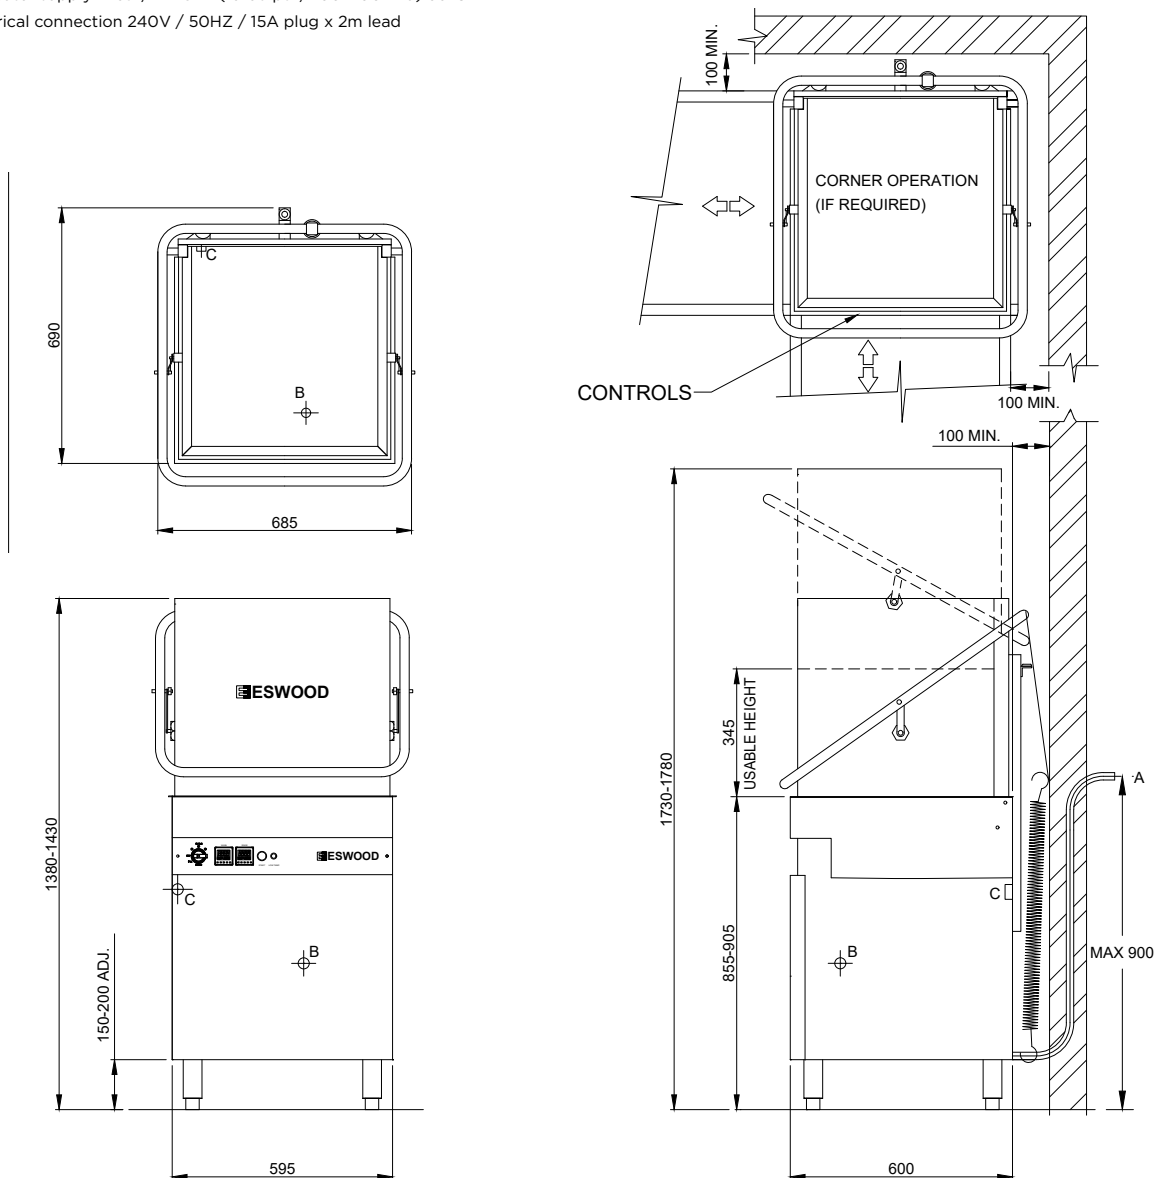 rical connection 240V / 50HZ / 15A plug x 2m lead
100 MIN.
CORNER OPERATION
(IF REQUIRED)
CONTROLS
100 MIN.
100 MIN.
690
C
B
685
ESWOOD
ESWOOD
1380-1430
C
B
150-200 ADJ.
595
1730-1780
345
USABLE HEIGHT
855-905
A
C
B
MAX 900
600